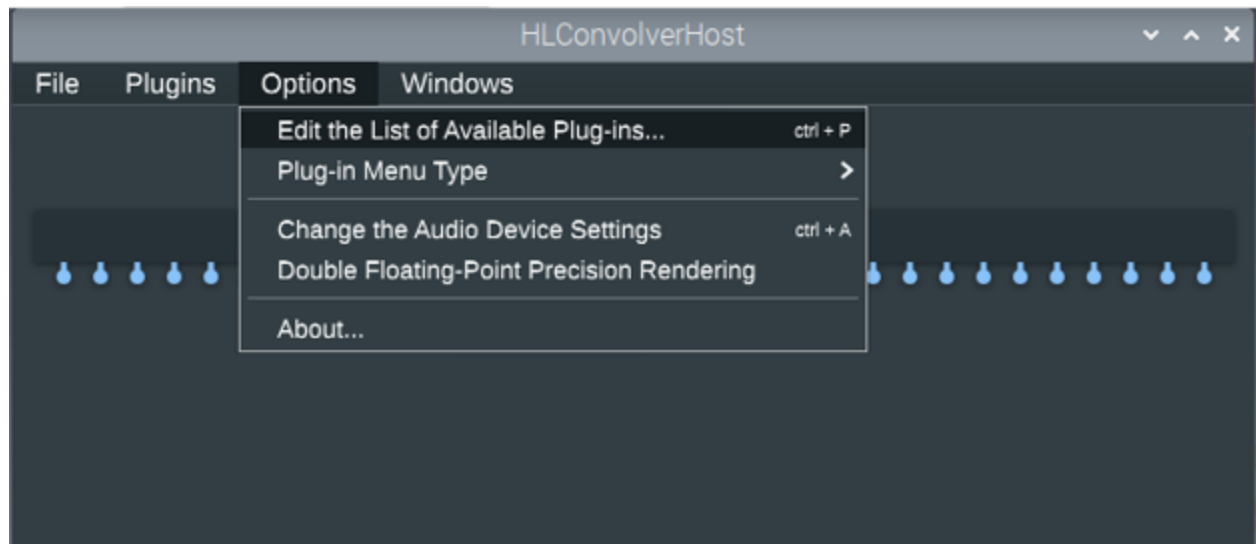 HLConvolverHost
File Plugins Options Windows
Edit the List of Available Plug-ins... ctrl + P
Plug-in Menu Type
Change the Audio Device Settings ctrl + A
Double Floating-Point Precision Rendering
About...